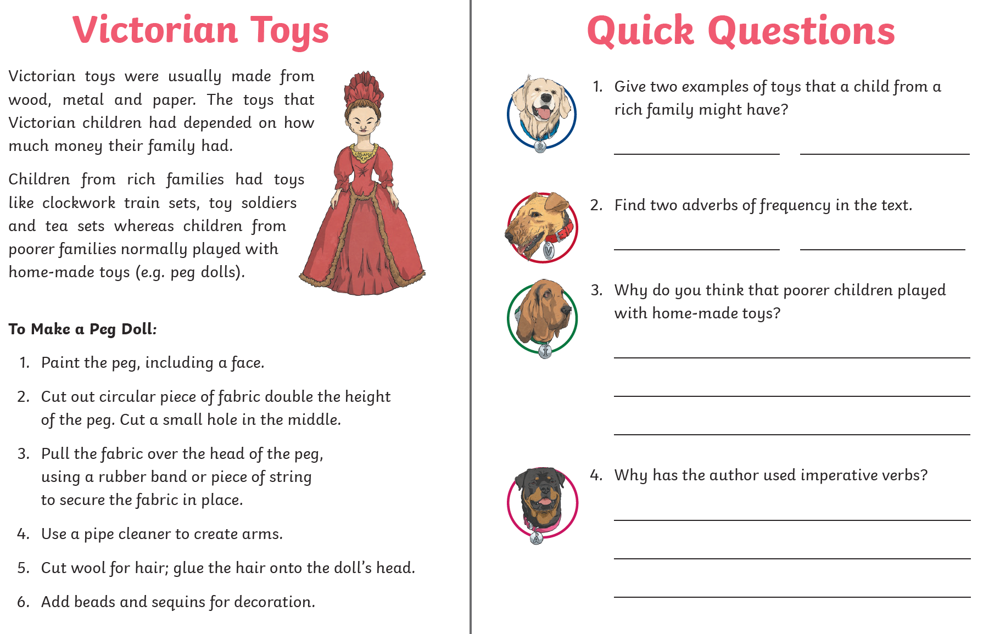 Victorian Toys
Victorian toys were usually made from
wood, metal and paper. The toys that
Victorian children had depended on how
much money their family had.
Children from rich families had toys
like clockwork train sets, toy soldiers
and tea sets whereas children from
poorer families normally played with
home-made toys (e.g. peg dolls).
To Make a Peg Doll:
1. Paint the peg, including a face.
2. Cut out circular piece of fabric double the height
of the peg. Cut a small hole in the middle.
3. Pull the fabric over the head of the peg,
using a rubber band or piece of string
to secure the fabric in place.
4. Use a pipe cleaner to create arms.
5. Cut wool for hair; glue the hair onto the doll’s head.
6. Add beads and sequins for decoration.
Quick Questions
R
1. Give two examples of toys that a child from a
rich family might have?
V
2. Find two adverbs of frequency in the text.
I
3. Why do you think that poorer children played
with home-made toys?
A
4. Why has the author used imperative verbs?